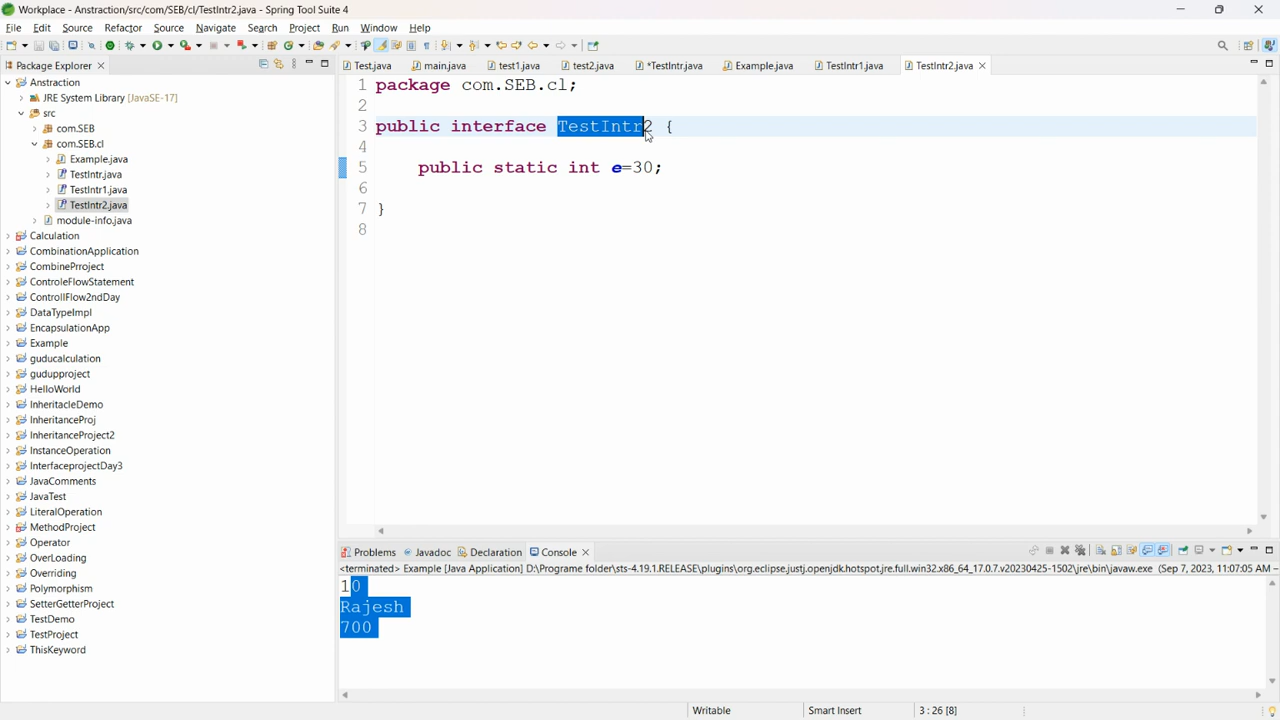 Workplace - Anstraction/src/com/SEB/cl/TestIntr2.java - Spring Tool Suite 4
File Edit Source Refactor Source Navigate Search Project Run Window Help
Package Explorer
Test.java main.java test1.java test2.java *TestIntr.java Example.java TestIntr1.java TestIntr2.java
Anstraction
JRE System Library [JavaSE-17]
src
com.SEB
com.SEB.cl
Example.java
TestIntr.java
TestIntr1.java
TestIntr2.java
module-info.java
Calculation
CombinationApplication
CombineProject
ControleFlowStatement
ControllFlow2ndDay
DataTypeImpl
EncapsulationApp
Example
guducalculation
gudupproject
HelloWorld
InheritacleDemo
InheritanceProj
InheritanceProject2
InstanceOperation
InterfaceprojectDay3
JavaComments
JavaTest
LiteralOperation
MethodProject
Operator
OverLoading
Overriding
Polymorphism
SetterGetterProject
TestDemo
TestProject
ThisKeyword
1 package com.SEB.cl;
2
3 public interface TestIntr2 {
4
5 public static int e=30;
6
7 }
8
Problems Javadoc Declaration Console
<terminated> Example [Java Application] D:\Programe folder\sts-4.19.1.RELEASE\plugins\org.eclipse.justj.openjdk.hotspot.jre.full.win32.x86_64_17.0.7.v20230425-1502\jre\bin\javaw.exe (Sep 7, 2023, 11:07:05 AM –
10
Rajesh
700
Writable Smart Insert 3 : 26 [8]